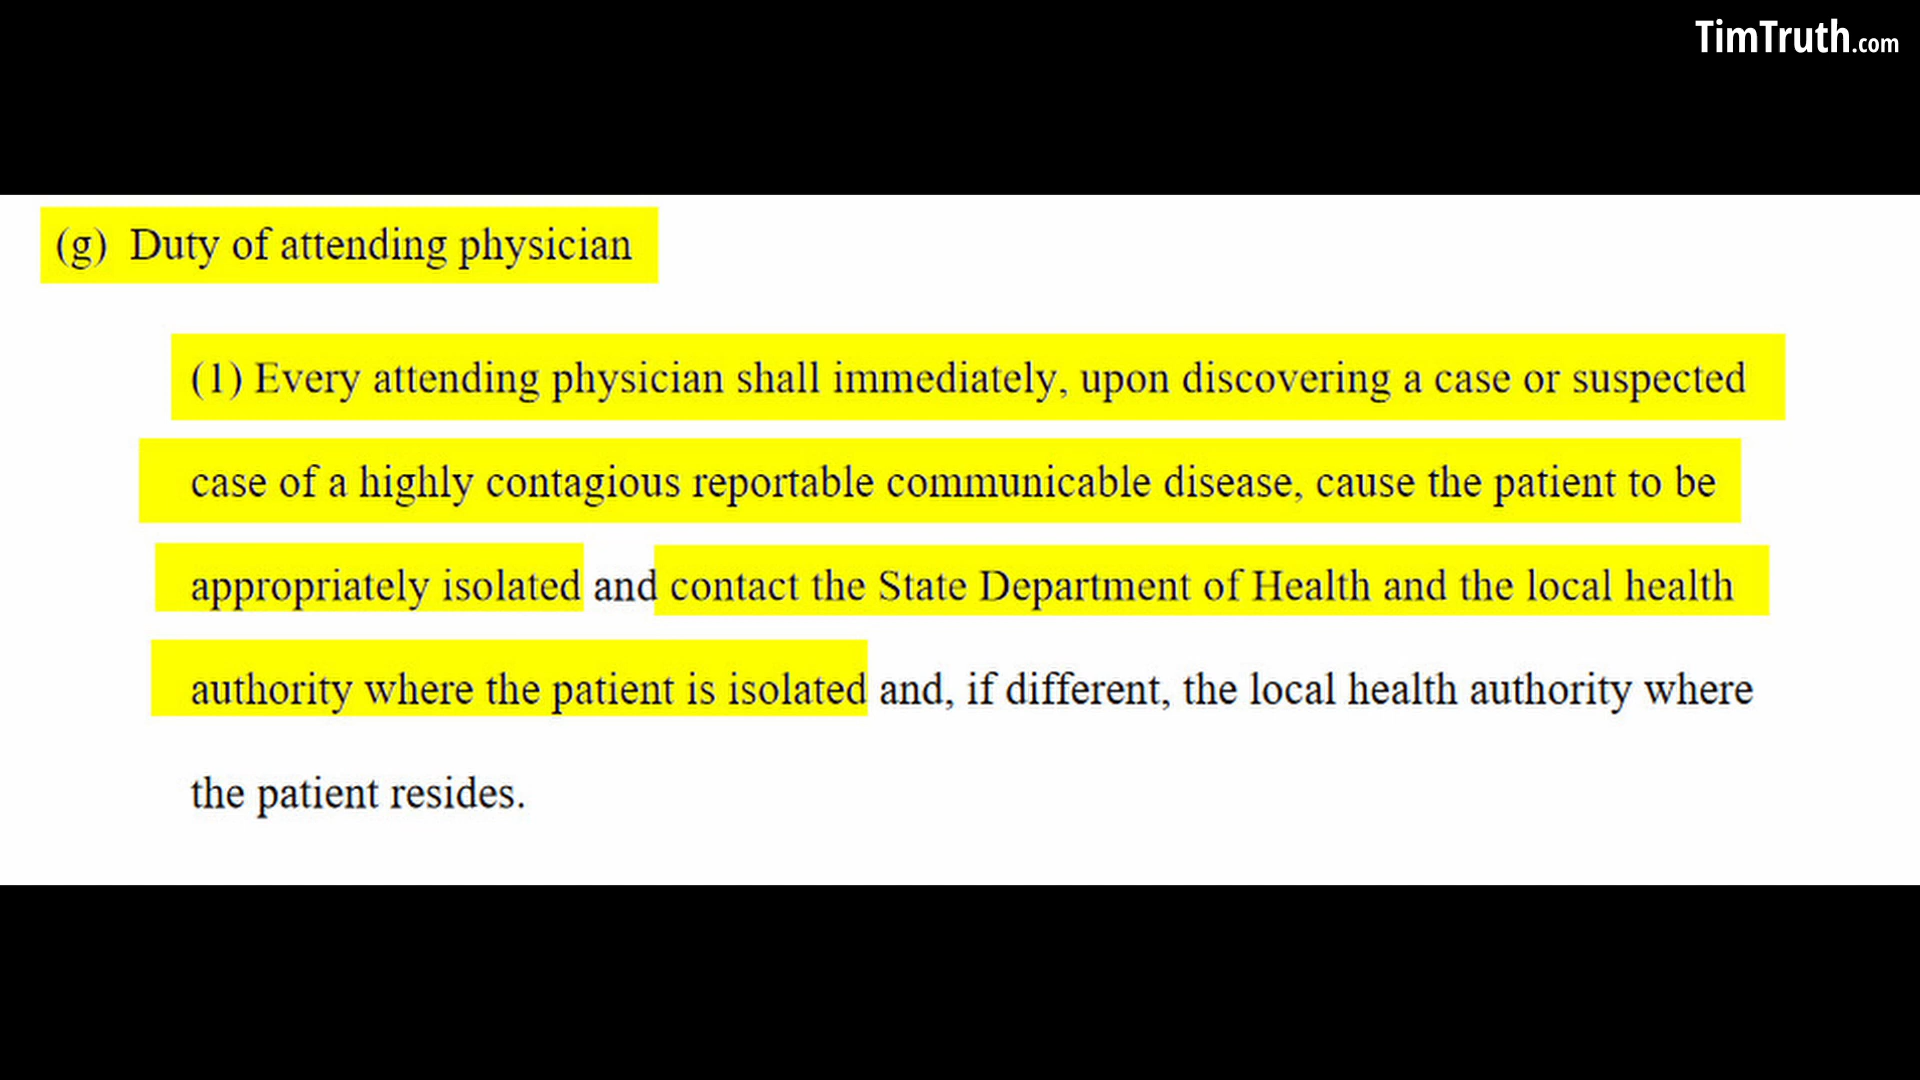 TimTruth.com
(g) Duty of attending physician
(1) Every attending physician shall immediately, upon discovering a case or suspected
case of a highly contagious reportable communicable disease, cause the patient to be
appropriately isolated and contact the State Department of Health and the local health
authority where the patient is isolated and, if different, the local health authority where
the patient resides.